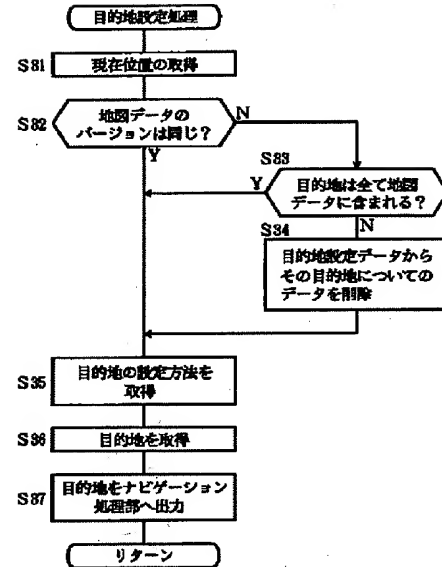 目的地設定処理
S81
現在位置の取得
S82
地図データの
バージョンは同じ?
N
Y
S83
目的地は全て地図
データに含まれる?
Y
N
S34
目的地設定データから
その目的地についての
データを削除
S35
目的地の設定方法を
取得
S86
目的地を取得
S87
目的地をナビゲーション
処理部へ出力
リターン